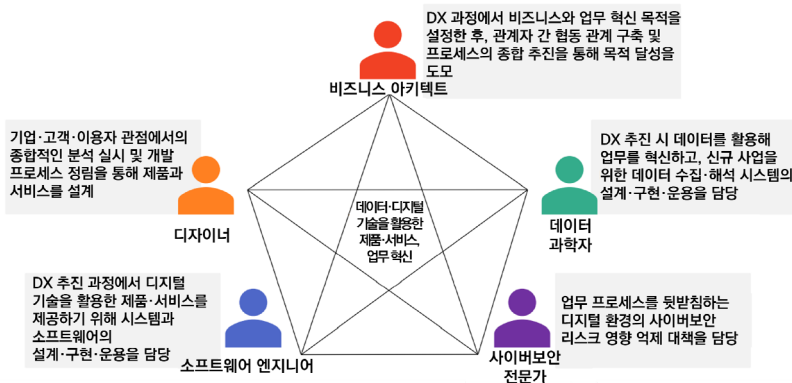 DX 과정에서 비즈니스와 업무 혁신 목적을
설정한 후, 관계자 간 협동 관계 구축 및
프로세스의 종합 추진을 통해 목적 달성을
도모
비즈니스 아키텍트
기업·고객·이용자 관점에서의
종합적인 분석 실시 및 개발
프로세스 정립을 통해 제품과
서비스를 설계
디자이너
DX 추진 시 데이터를 활용해
업무를 혁신하고, 신규 사업을
위한 데이터 수집·해석 시스템의
설계·구현·운용을 담당
데이터
과학자
데이터·디지털
기술을 활용한
제품·서비스,
업무 혁신
DX 추진 과정에서 디지털
기술을 활용한 제품·서비스를
제공하기 위해 시스템과
소프트웨어의
설계·구현·운용을 담당
소프트웨어 엔지니어
업무 프로세스를 뒷받침하는
디지털 환경의 사이버보안
리스크 영향 억제 대책을 담당
사이버보안
전문가